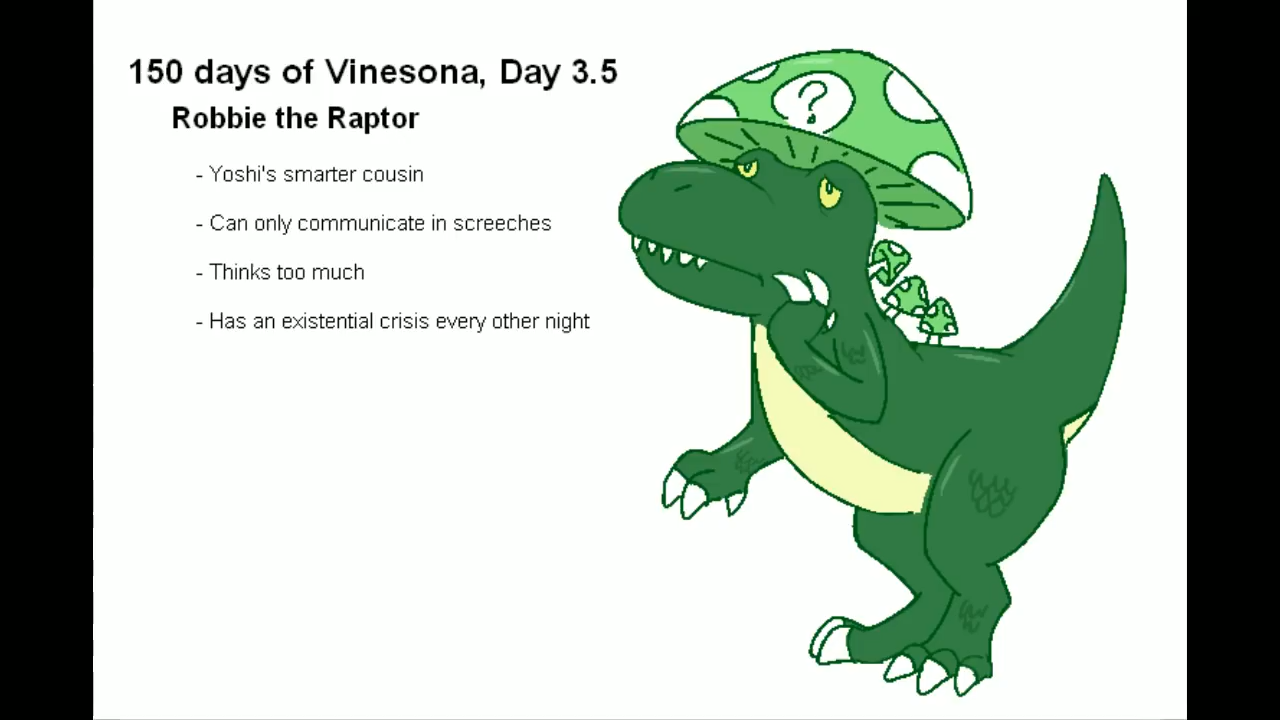 150 days of Vinesona, Day 3.5
Robbie the Raptor
- Yoshi's smarter cousin
- Can only communicate in screeches
- Thinks too much
- Has an existential crisis every other night
?